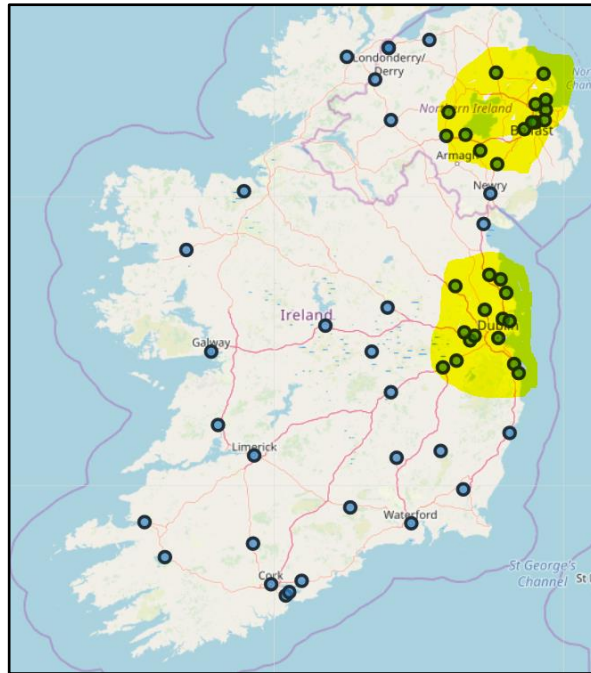 Londonderry/
Derry
Northern Ireland
Belfast
Armagh
Newry
Ireland
Galway
Dublin
Limerick
Waterford
Cork
St George's
Channel